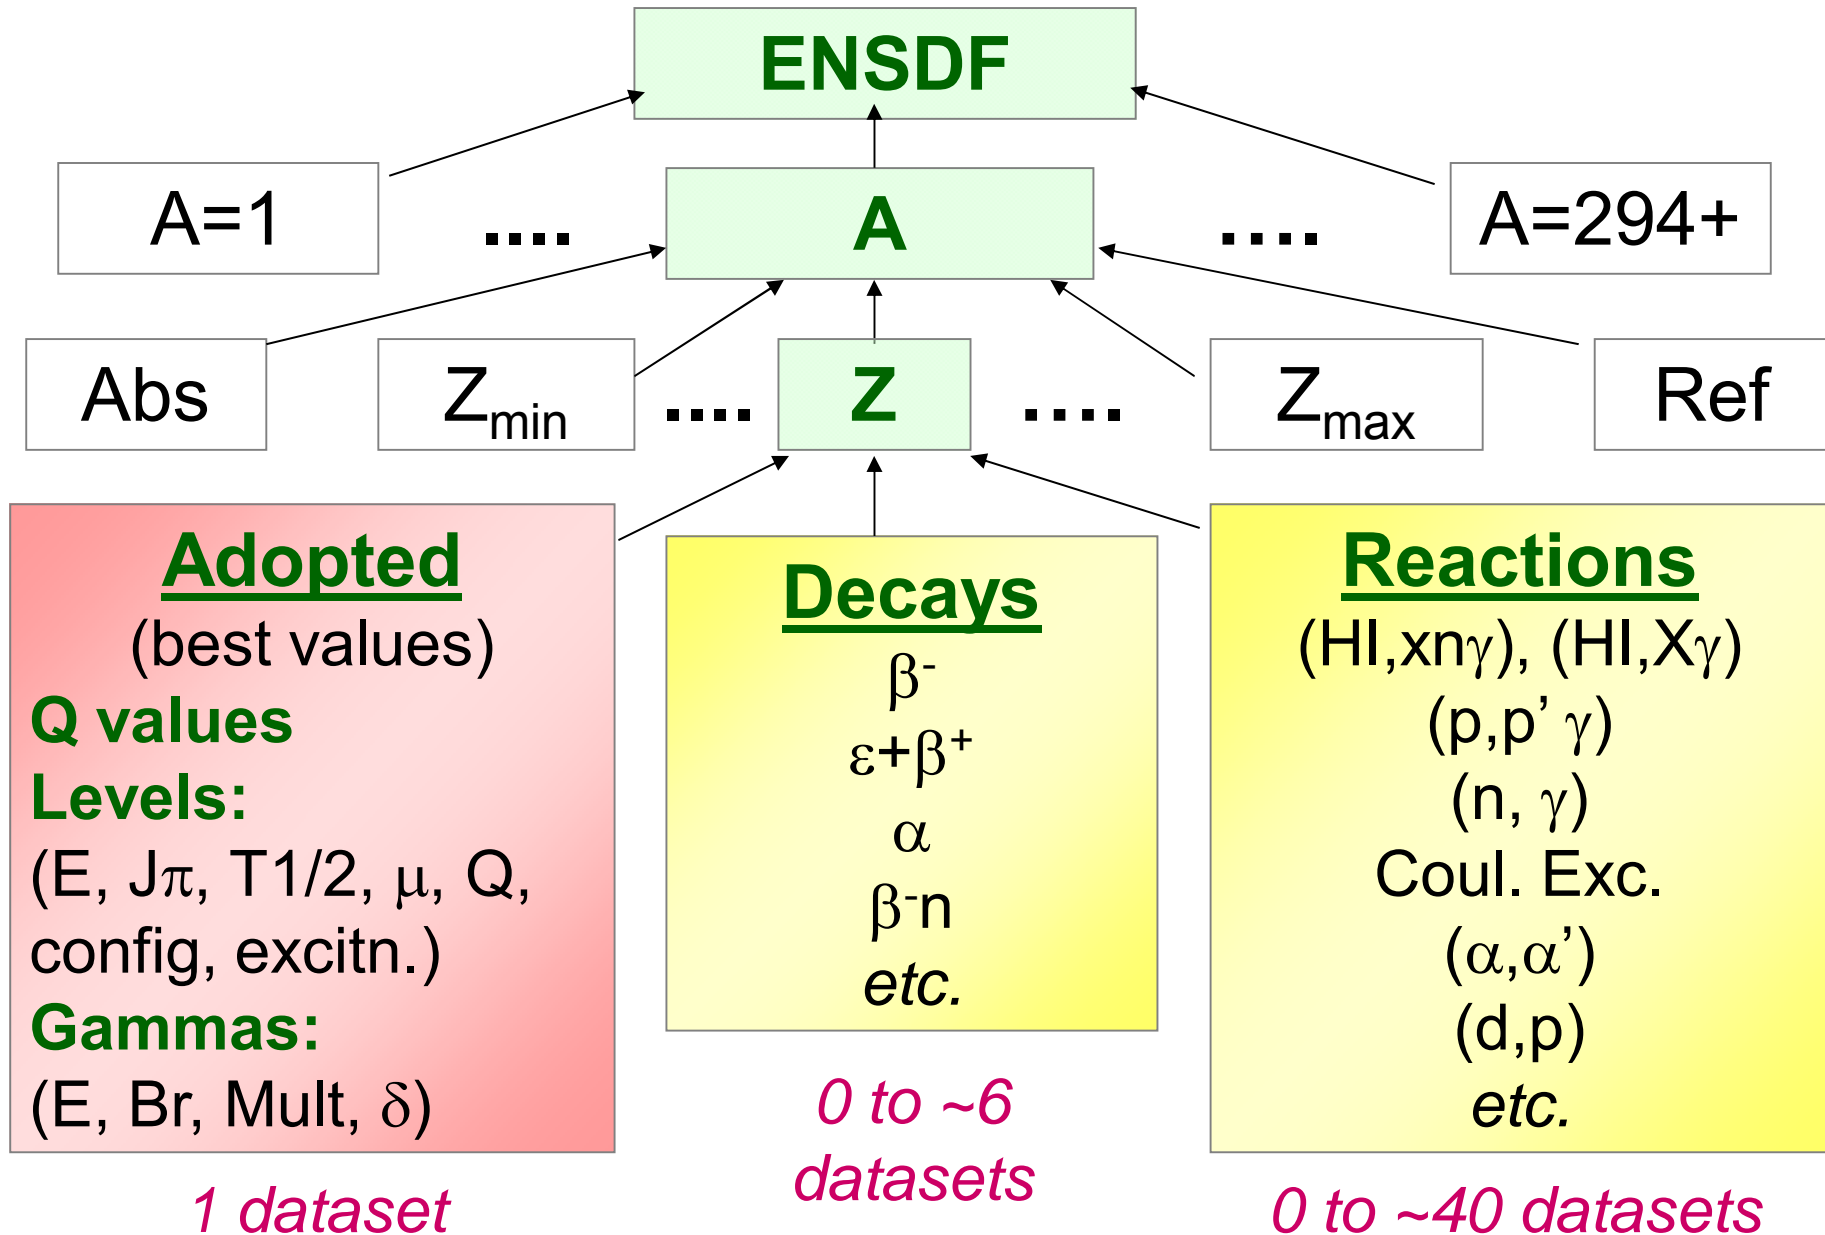 ENSDF
A=1
....
A
....
A=294+
Abs
Zmin
....
Z
....
Zmax
Ref
Adopted
(best values)
Q values
Levels:
(E, Jπ, T1/2, μ, Q,
config, excitn.)
Gammas:
(E, Br, Mult, δ)
1 dataset
Decays
β-
ε+β+
α
β-n
etc.
0 to ~6
datasets
Reactions
(HI,xnγ), (HI,Xγ)
(p,p’ γ)
(n, γ)
Coul. Exc.
(α,α’)
(d,p)
etc.
0 to ~40 datasets